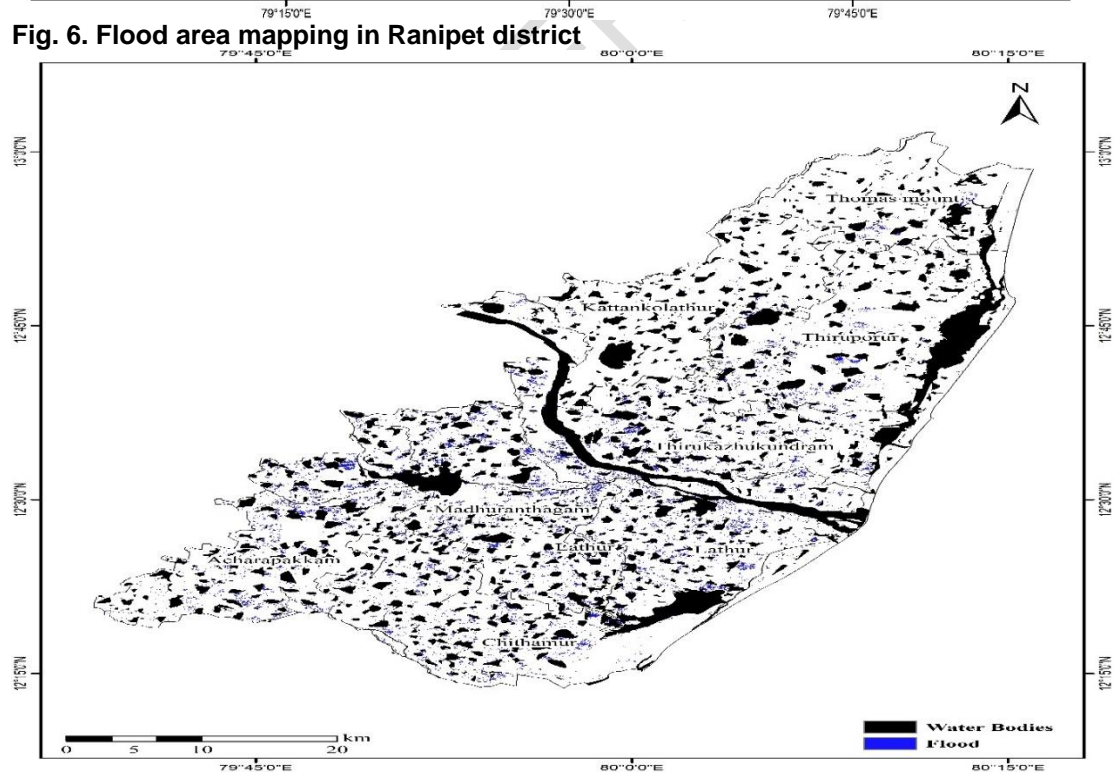 79°15'0"E 79°30'0"E 79°45'0"E
Fig. 6. Flood area mapping in Ranipet district
79°45'0"E 80°0'0"E 80°15'0"E
N
13°0'0"N 13°0'0"N
Thomas mount
Kattankolathur
12°45'0"N 12°45'0"N
Thiruporur
Thirukazhukundram
12°30'0"N 12°30'0"N
Madhuranthagam
Lathur Lathur
Acharapakkam
Chithamur
12°15'0"N 12°15'0"N
Water Bodies
km
0 5 10 20
Flood
79°45'0"E 80°0'0"E 80°15'0"E